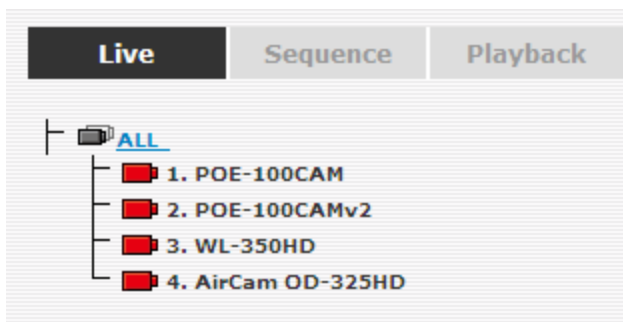 Live Sequence Playback
ALL
1. POE-100CAM
2. POE-100CAMv2
3. WL-350HD
4. AirCam OD-325HD